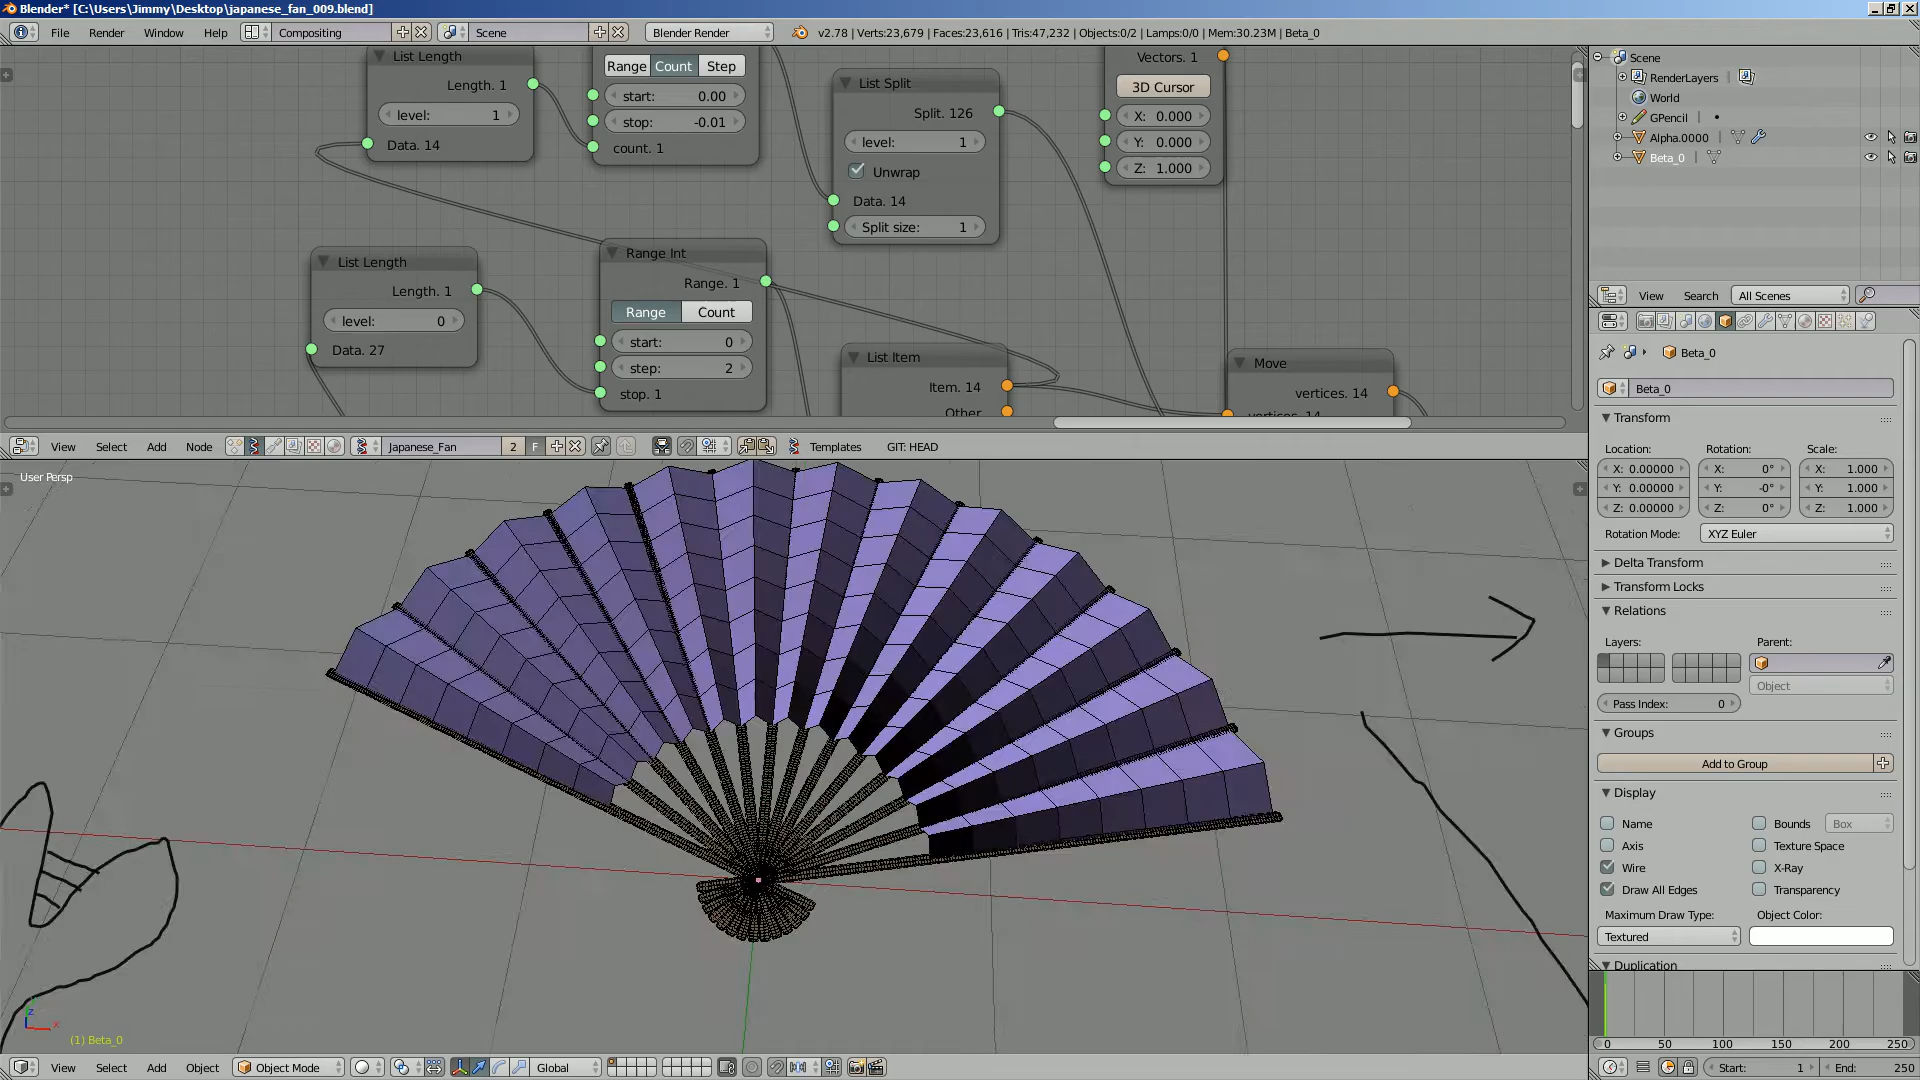 Blender* [C:\Users\Jimmy\Desktop\japanese_fan_009.blend]
File Render Window Help Compositing Scene Blender Render v2.78 | Verts:23,679 | Faces:23,616 | Tris:47,232 | Objects:0/2 | Lamps:0/0 | Mem:30.23M | Beta_0
List Length
Length. 1
level: 1
Data. 14
Range Count Step
start: 0.00
stop: -0.01
count. 1
List Split
Split. 126
level: 1
Unwrap
Data. 14
Split size: 1
Vectors. 1
3D Cursor
X: 0.000
Y: 0.000
Z: 1.000
List Length
Length. 1
level: 0
Data. 27
Range Int
Range. 1
Range Count
start: 0
step: 2
stop. 1
List Item
Item. 14
Other
Move
vertices. 14
vertices. 14
View Select Add Node Japanese_Fan 2 F Templates GIT: HEAD
User Persp
(1) Beta_0
z
x
View Select Add Object Object Mode Global
Scene
RenderLayers
World
GPencil
Alpha.0000
Beta_0
View Search All Scenes
Beta_0
Beta_0
Transform
Location: Rotation: Scale:
X: 0.00000 X: 0° X: 1.000
Y: 0.00000 Y: -0° Y: 1.000
Z: 0.00000 Z: 0° Z: 1.000
Rotation Mode: XYZ Euler
Delta Transform
Transform Locks
Relations
Layers: Parent:
Object
Pass Index: 0
Groups
Add to Group
Display
Name Bounds Box
Axis Texture Space
Wire X-Ray
Draw All Edges Transparency
Maximum Draw Type: Object Color:
Textured
Duplication
0 50 100 150 200 250
Start: 1 End: 250